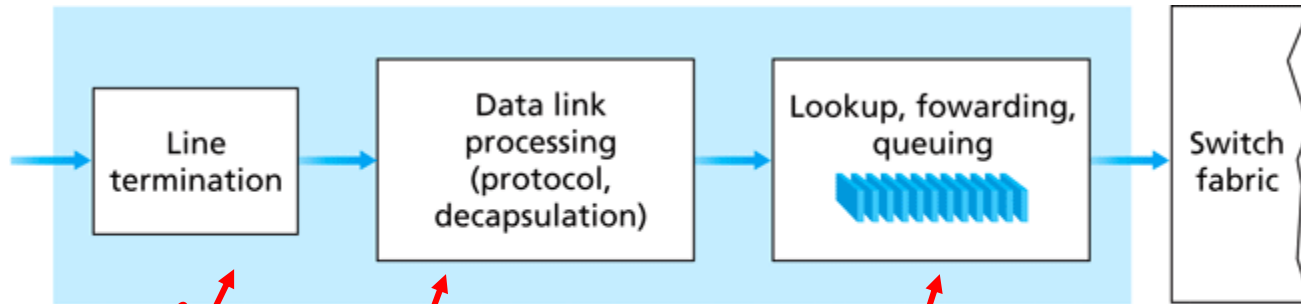 Line
termination
Data link
processing
(protocol,
decapsulation)
Lookup, fowarding,
queuing
Switch
fabric